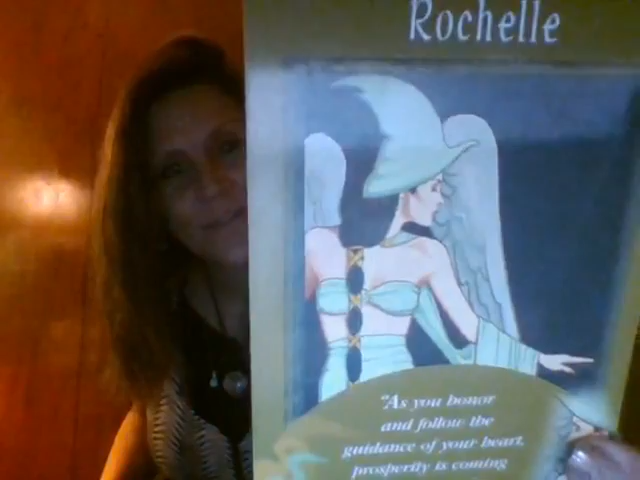 Rochelle
"As you honor
and follow the
guidance of your heart,
prosperity is coming